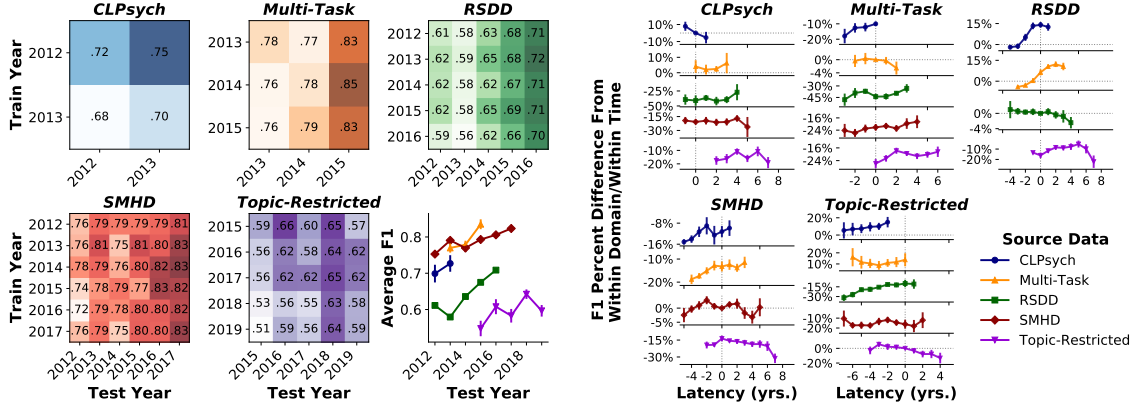 CLPsych
Multi-Task
RSDD
Train Year
2012
.72
.75
2013
.68
.70
2012
2013
2013
.78
.77
.83
2014
.76
.78
.85
2015
.76
.79
.83
2013
2014
2015
2012
.61 .58 .63 .68 .71
2013
.62 .59 .65 .68 .72
2014
.62 .58 .65 .69 .71
2015
.62 .57 .65 .69 .71
2016
.59 .56 .62 .66 .70
2012
2013
2014
2015
2016
SMHD
Topic-Restricted
Train Year
2012
.76 .79 .79 .79 .79 .81
2013
.76 .81 .75 .81 .80 .83
2014
.78 .79 .76 .80 .82 .83
2015
.74 .78 .79 .77 .83 .82
2016
.72 .79 .78 .80 .80 .82
2017
.74 .79 .75 .80 .80 .83
2012
2013
2014
2015
2016
2017
Test Year
2015
.59 .66 .60 .65 .57
2016
.56 .62 .58 .64 .62
2017
.56 .62 .62 .65 .62
2018
.53 .56 .55 .63 .58
2019
.51 .59 .56 .64 .59
2015
2016
2017
2018
2019
Test Year
Average F1
0.8
0.7
0.6
2012
2014
2016
2018
Test Year
F1 Percent Difference From
Within Domain/Within Time
CLPsych
10%
10%
10%
0%
-25%
-50%
-15%
-30%
-10%
-20%
0 2 4 6 8
Multi-Task
-10%
-20%
0%
-4%
-30%
-45%
-16%
-24%
-16%
-24%
-2 0 2 4 6
RSDD
15%
0%
15%
0%
0%
-4%
-10%
-20%
-4 -2 0 2 4 6 8
SMHD
-8%
-16%
-10%
-20%
0%
-5%
-15%
-30%
-4 -2 0 2 4 6
Latency (yrs.)
Topic-Restricted
20%
0%
20%
10%
-15%
-30%
-10%
-20%
0%
-20%
-6 -4 -2 0 2 4
Latency (yrs.)
Source Data
CLPsych
Multi-Task
RSDD
SMHD
Topic-Restricted